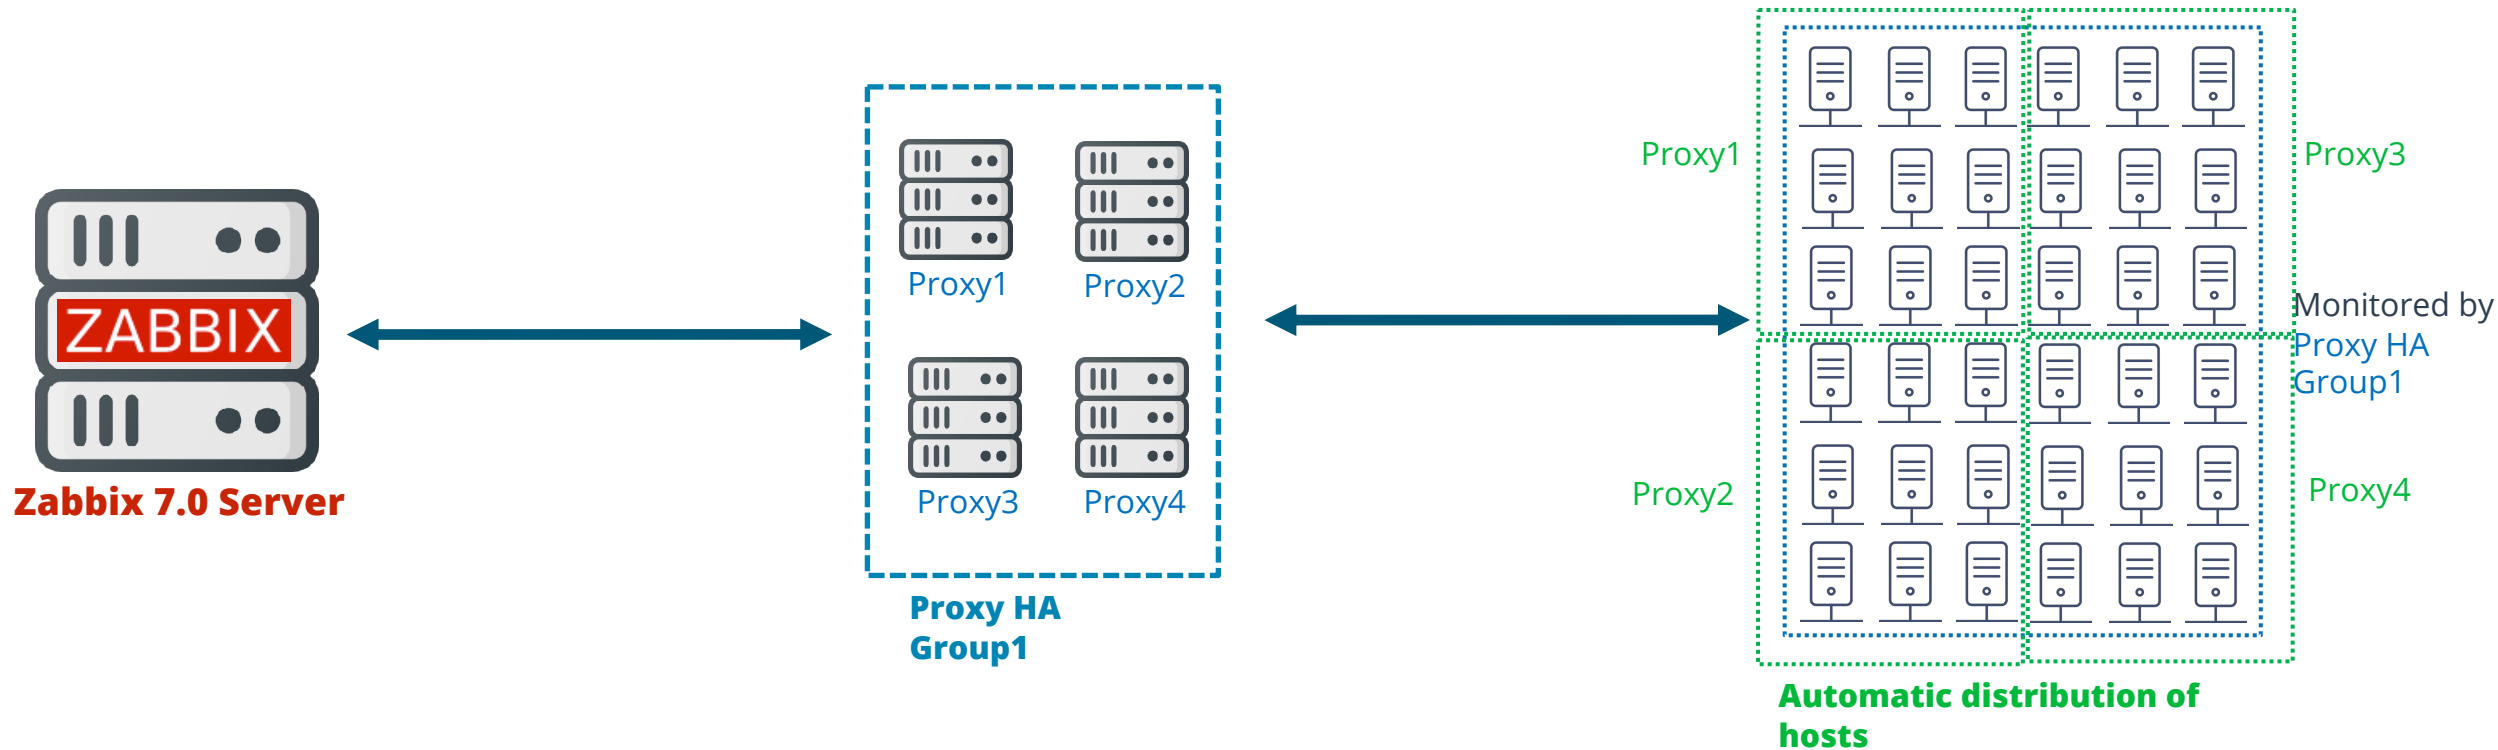 ZABBIX
Zabbix 7.0 Server
Proxy1
Proxy2
Proxy3
Proxy4
Proxy HA
Group1
Proxy1
Proxy3
Monitored by
Proxy HA
Group1
Proxy2
Proxy4
Automatic distribution of
hosts